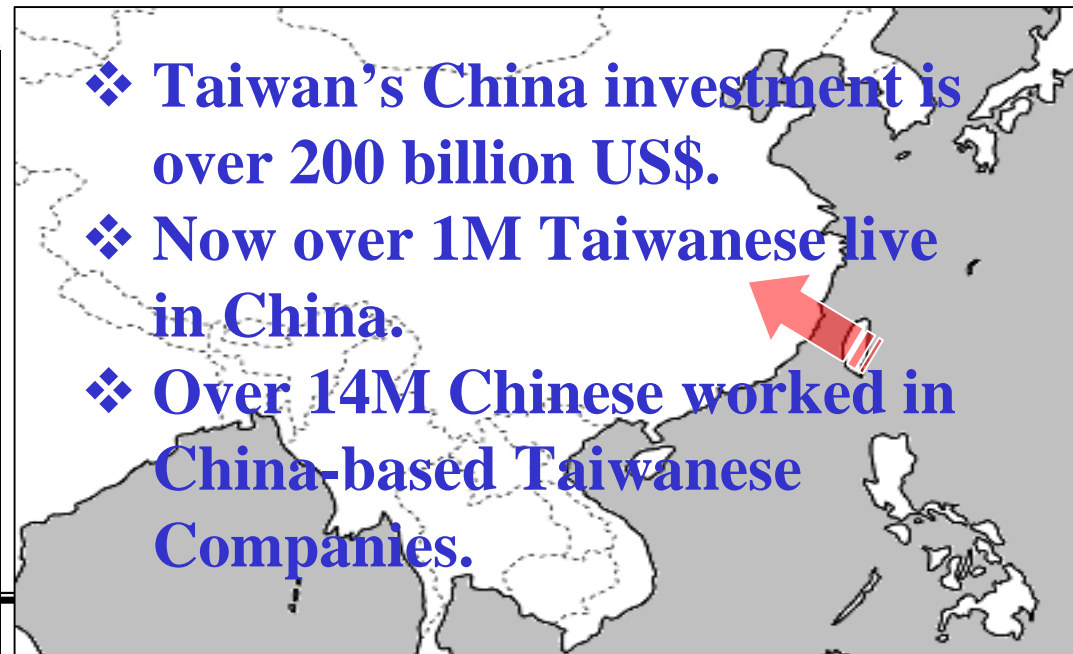 ❖ Taiwan’s China investment is
over 200 billion US$.
❖ Now over 1M Taiwanese live
in China.
❖ Over 14M Chinese worked in
China-based Taiwanese
Companies.